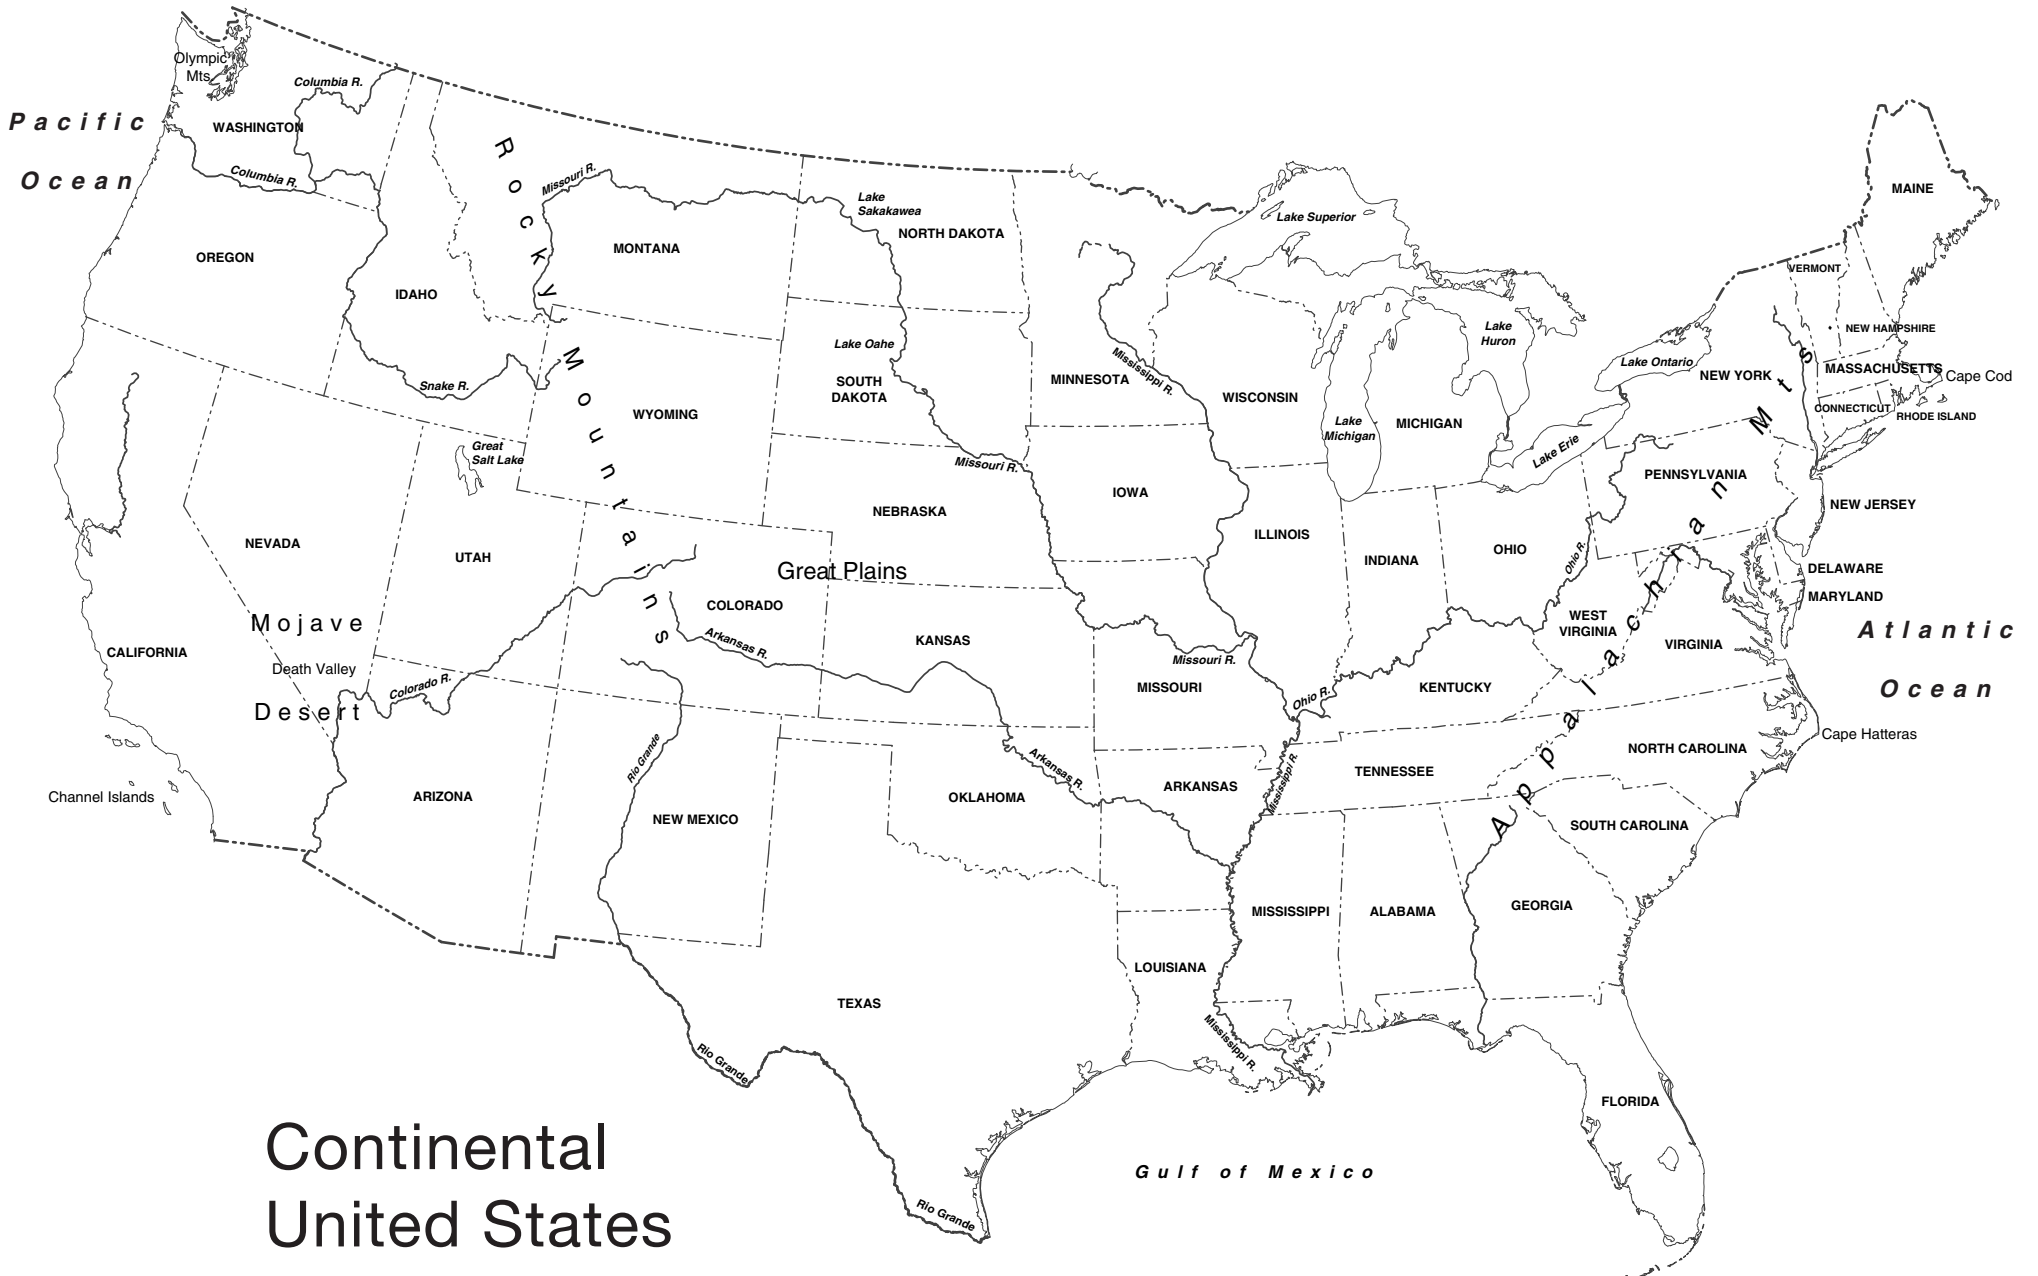 Olympic
Mts.
Columbia R.
Pacific
Ocean
WASHINGTON
Columbia R.
Rocky
Mountains
Missouri R.
Lake
Sakakawea
NORTH DAKOTA
MONTANA
OREGON
IDAHO
Lake Superior
MAINE
VERMONT
NEW HAMPSHIRE
Lake
Huron
Lake Oahe
SOUTH
DAKOTA
MINNESOTA
Mississippi R.
WISCONSIN
Lake
Michigan
MICHIGAN
Lake Ontario
NEW YORK
MASSACHUSETTS
Cape Cod
CONNECTICUT
RHODE ISLAND
Snake R.
WYOMING
Great
Salt Lake
Missouri R.
Lake Erie
PENNSYLVANIA
NEW JERSEY
IOWA
NEBRASKA
NEVADA
UTAH
Great Plains
COLORADO
ILLINOIS
INDIANA
OHIO
Ohio R.
DELAWARE
MARYLAND
WEST
VIRGINIA
VIRGINIA
Atlantic
Ocean
Mojave
Desert
Death Valley
CALIFORNIA
Colorado R.
Arkansas R.
KANSAS
Missouri R.
MISSOURI
Ohio R.
KENTUCKY
Appalachian Mts
Rio Grande
Arkansas R.
Mississippi R.
NORTH CAROLINA
Cape Hatteras
TENNESSEE
ARKANSAS
Channel Islands
ARIZONA
NEW MEXICO
OKLAHOMA
SOUTH CAROLINA
MISSISSIPPI
ALABAMA
GEORGIA
LOUISIANA
TEXAS
Mississippi R.
Rio Grande
FLORIDA
Gulf of Mexico
Rio Grande
Continental
United States